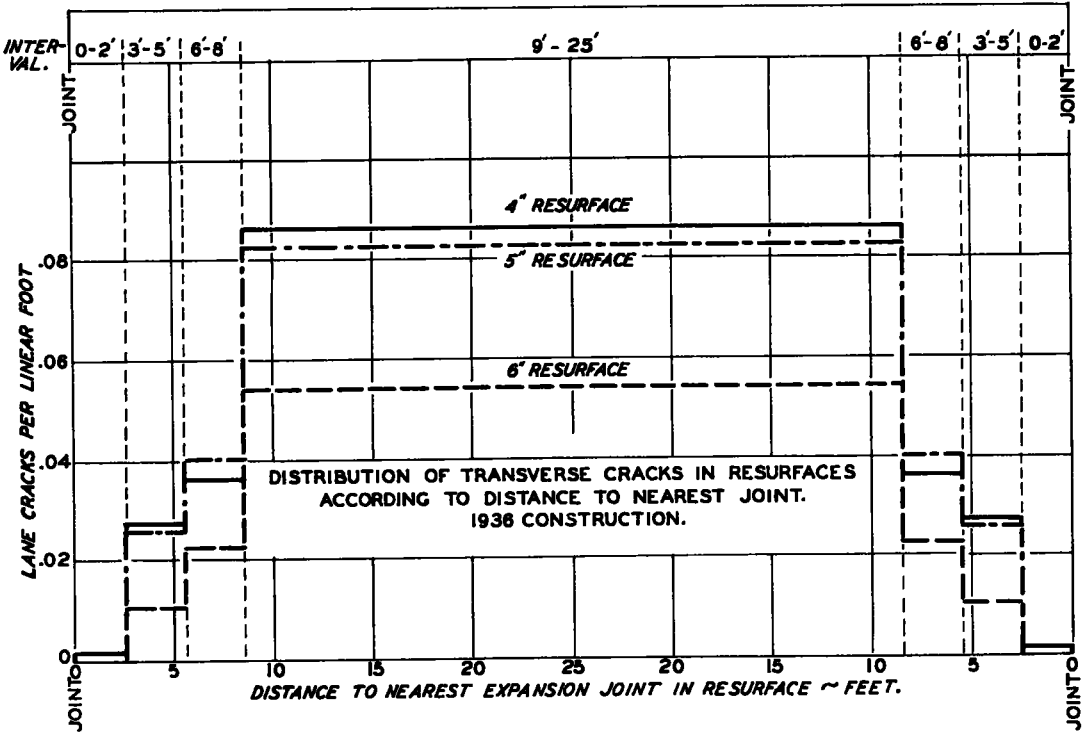 INTER-VAL. 0-2' 3'-5' 6'-8' 9'-25' 6'-8' 3'-5' 0-2'
JOINT JOINT
4" RESURFACE
5" RESURFACE
6" RESURFACE
LANE CRACKS PER LINEAR FOOT
.08
.06
.04
.02
0
DISTRIBUTION OF TRANSVERSE CRACKS IN RESURFACES
ACCORDING TO DISTANCE TO NEAREST JOINT.
1936 CONSTRUCTION.
0 5 10 15 20 25 20 15 10 5 0
JOINT JOINT
DISTANCE TO NEAREST EXPANSION JOINT IN RESURFACE ~ FEET.